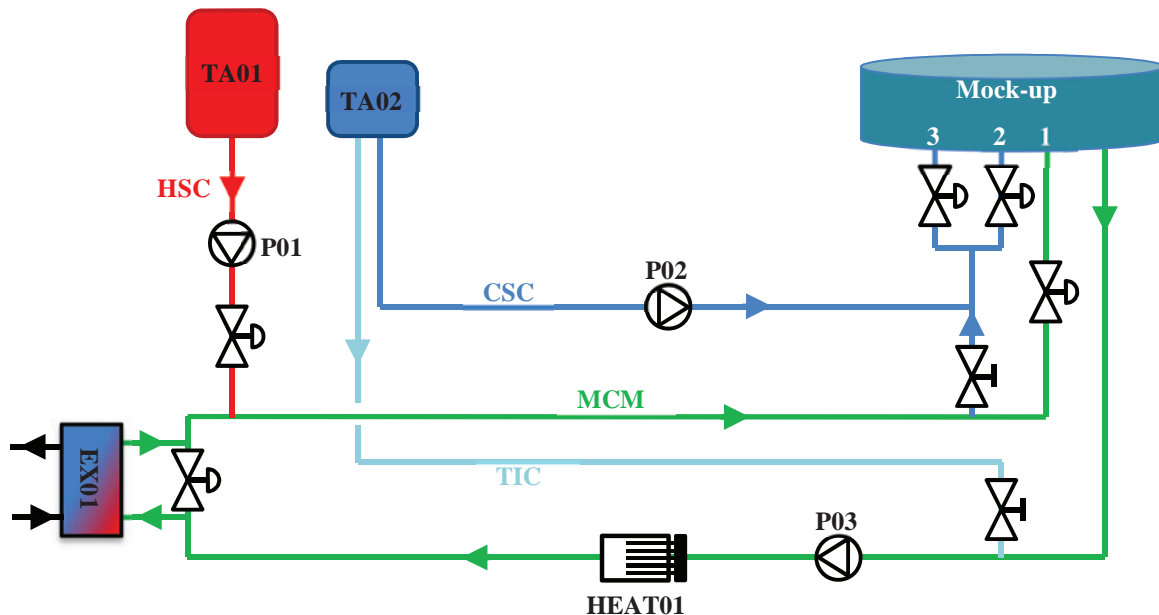 TA01
TA02
Mock-up
3 2 1
HSC
P01
P02
CSC
MCM
EX01
TIC
P03
HEAT01